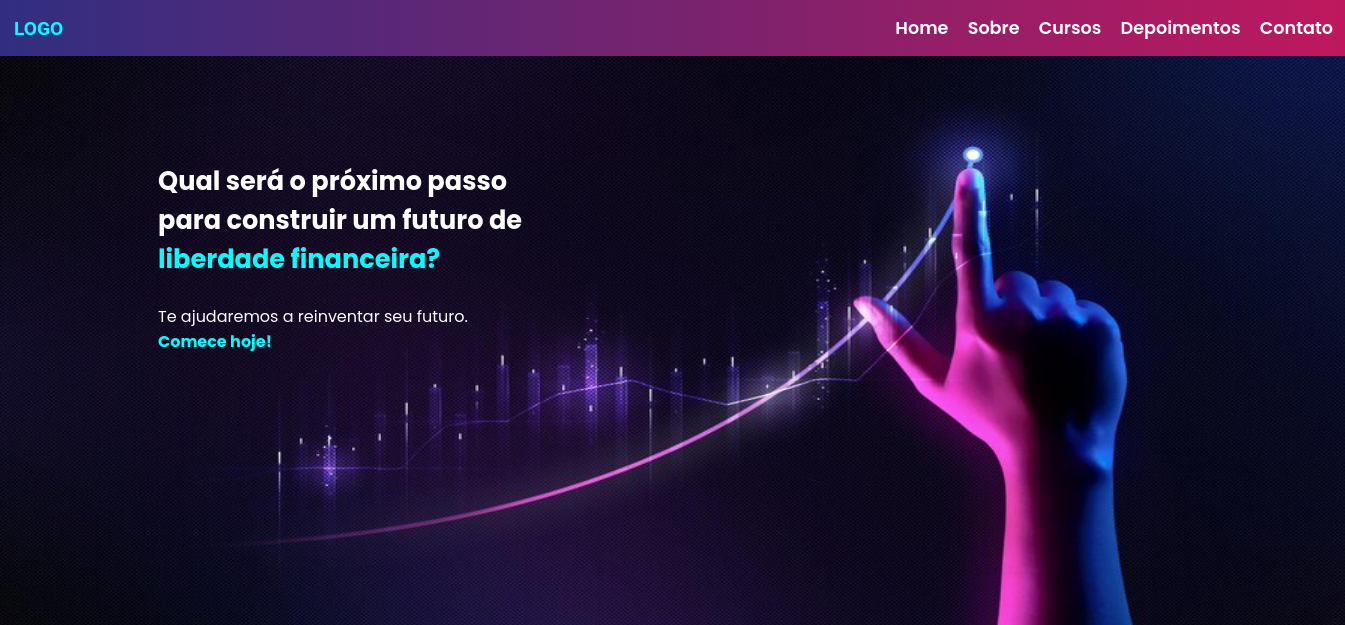 LOGO
Home Sobre Cursos Depoimentos Contato
Qual será o próximo passo
para construir um futuro de
liberdade financeira?
Te ajudaremos a reinventar seu futuro.
Comece hoje!